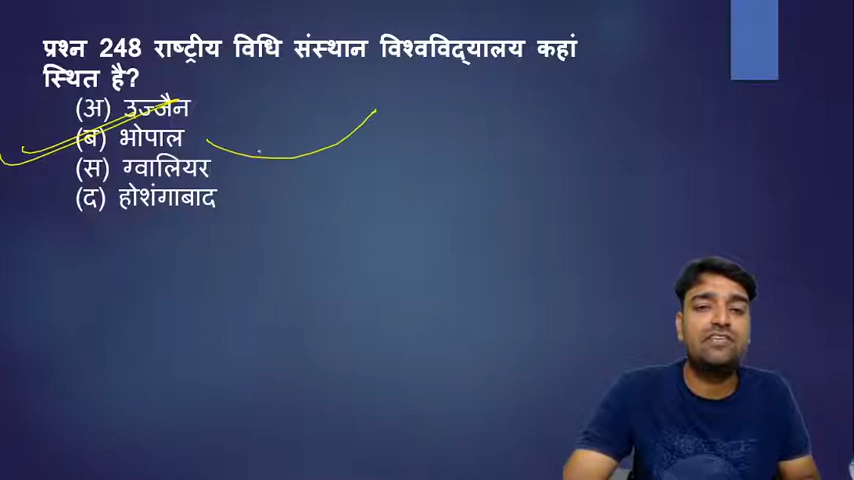 प्रश्न 248 राष्ट्रीय विधि संस्थान विश्वविद्यालय कहां
स्थित है?
(अ) उज्जैन
(ब) भोपाल
(स) ग्वालियर
(द) होशंगाबाद